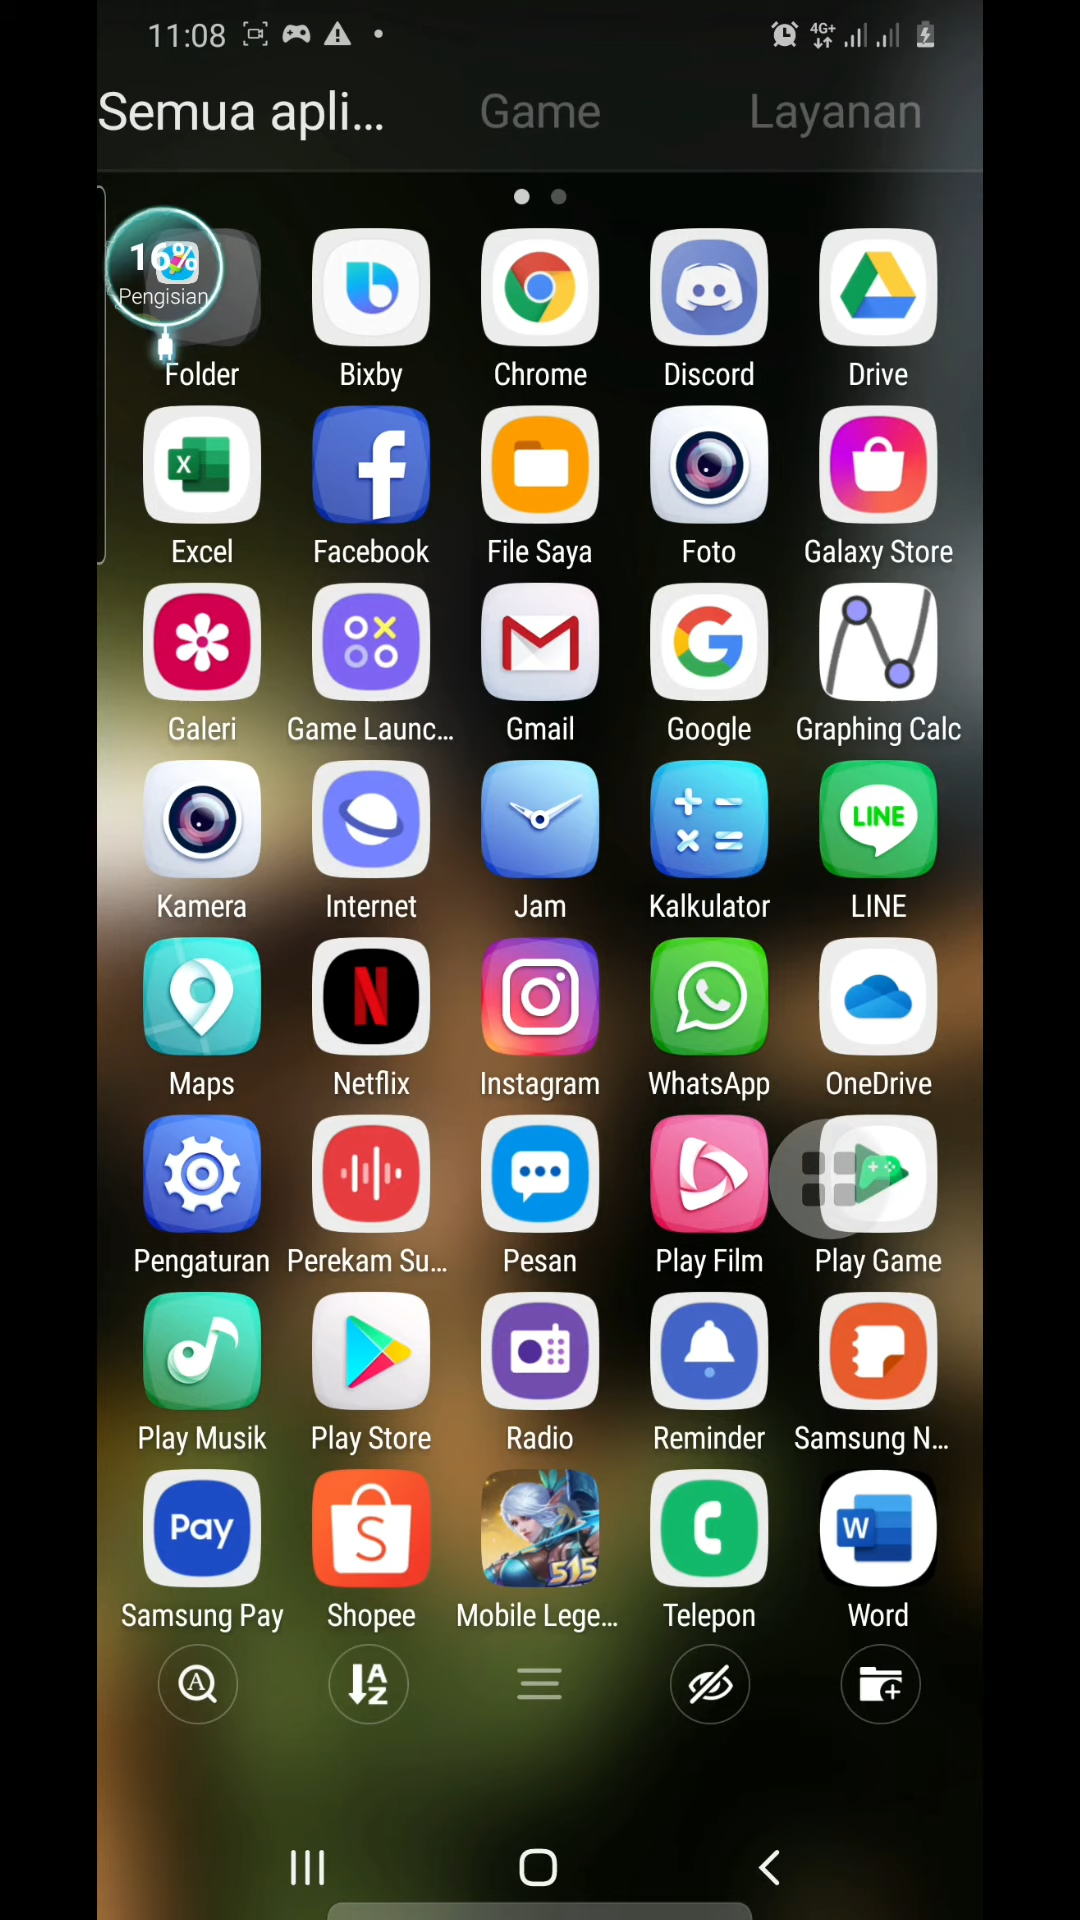 11:08 4G+
Semua apli... Game Layanan
16%
Pengisian
Folder Bixby Chrome Discord Drive
X
Excel Facebook File Saya Foto Galaxy Store
Galeri Game Launc... Gmail Google Graphing Calc
LINE
Kamera Internet Jam Kalkulator LINE
N
Maps Netflix Instagram WhatsApp OneDrive
Pengaturan Perekam Su... Pesan Play Film Play Game
Play Musik Play Store Radio Reminder Samsung N...
Pay S 515 W
Samsung Pay Shopee Mobile Lege... Telepon Word
A A
Z